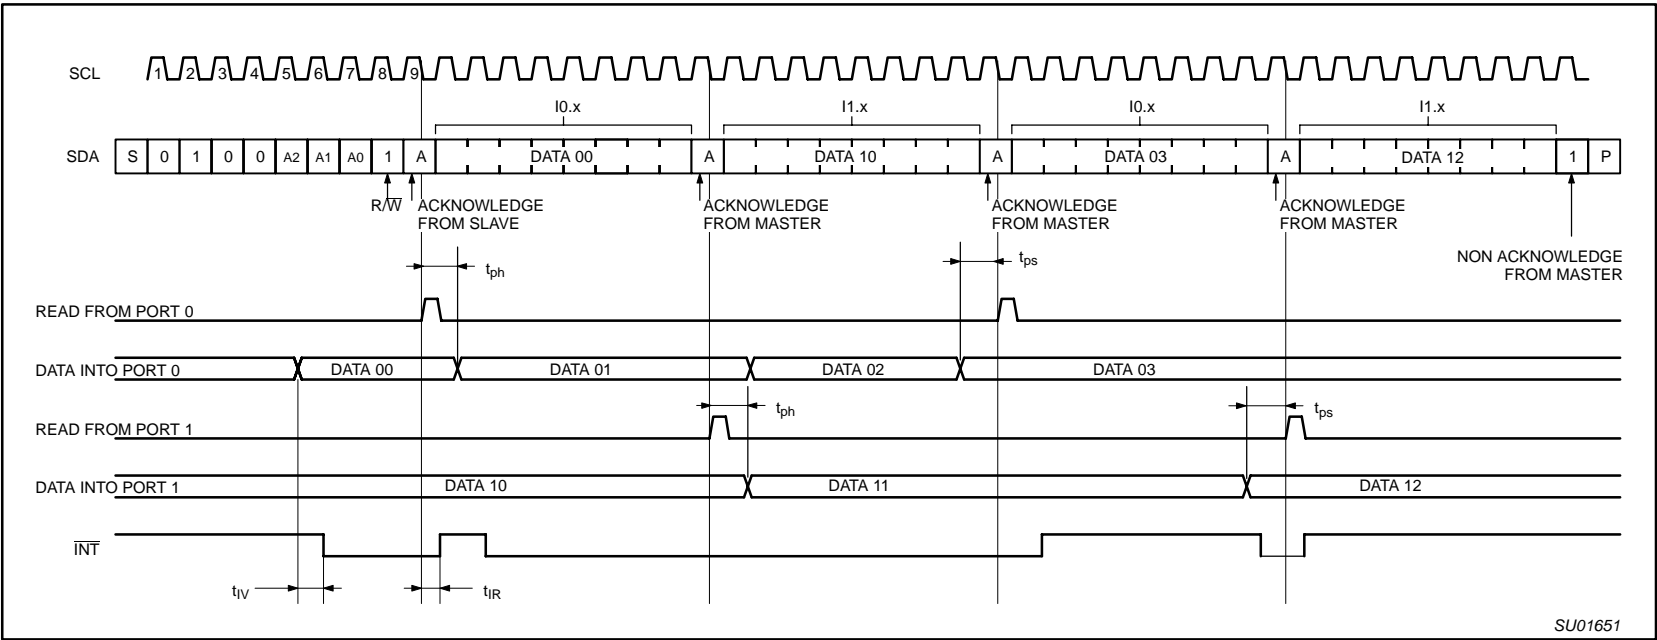 SCL 1 2 3 4 5 6 7 8 9
I0.x I1.x I0.x I1.x
SDA S 0 1 0 0 A2 A1 A0 1 A DATA 00 A DATA 10 A DATA 03 A DATA 12 1 P
R/W ACKNOWLEDGE ACKNOWLEDGE ACKNOWLEDGE ACKNOWLEDGE
FROM SLAVE FROM MASTER FROM MASTER FROM MASTER
NON ACKNOWLEDGE
FROM MASTER
tph tps
READ FROM PORT 0
DATA INTO PORT 0 DATA 00 DATA 01 DATA 02 DATA 03
tph tps
READ FROM PORT 1
DATA INTO PORT 1 DATA 10 DATA 11 DATA 12
INT
tIV tIR
SU01651